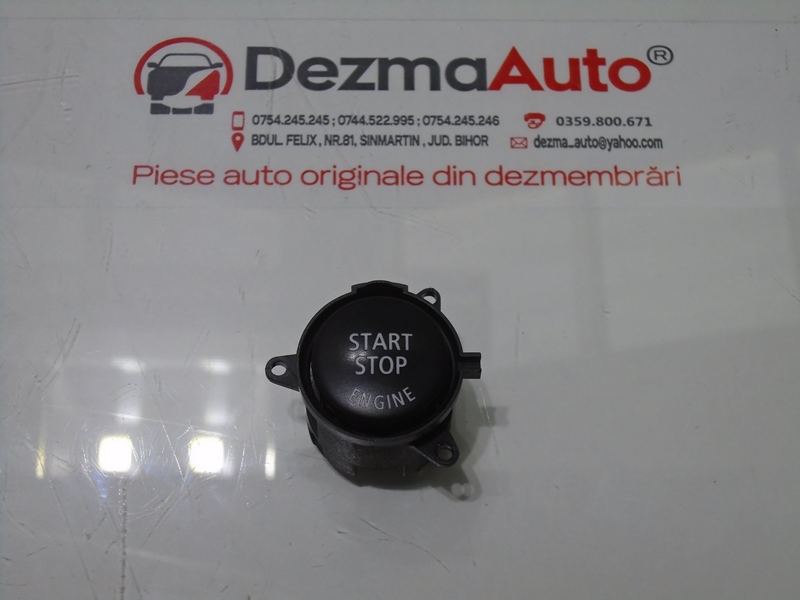 DezmaAuto®
0754.245.245 ; 0744.522.995 ; 0754.245.246 0359.800.671
BDUL. FELIX , NR.81, SINMARTIN , JUD. BIHOR dezma_auto@yahoo.com
Piese auto originale din dezmembrări
START
STOP
ENGINE